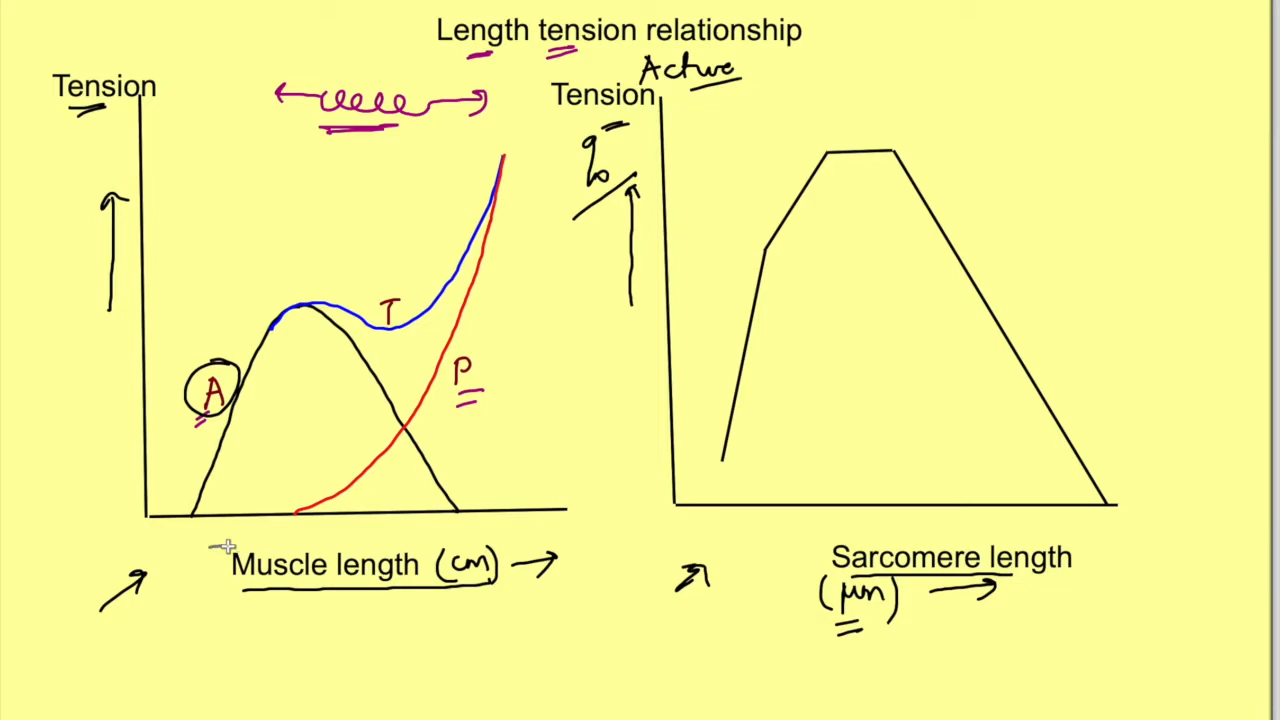 Length tension relationship
Tension
Active
Tension
%
T
P
A
Muscle length (cm)
Sarcomere length
(μm)